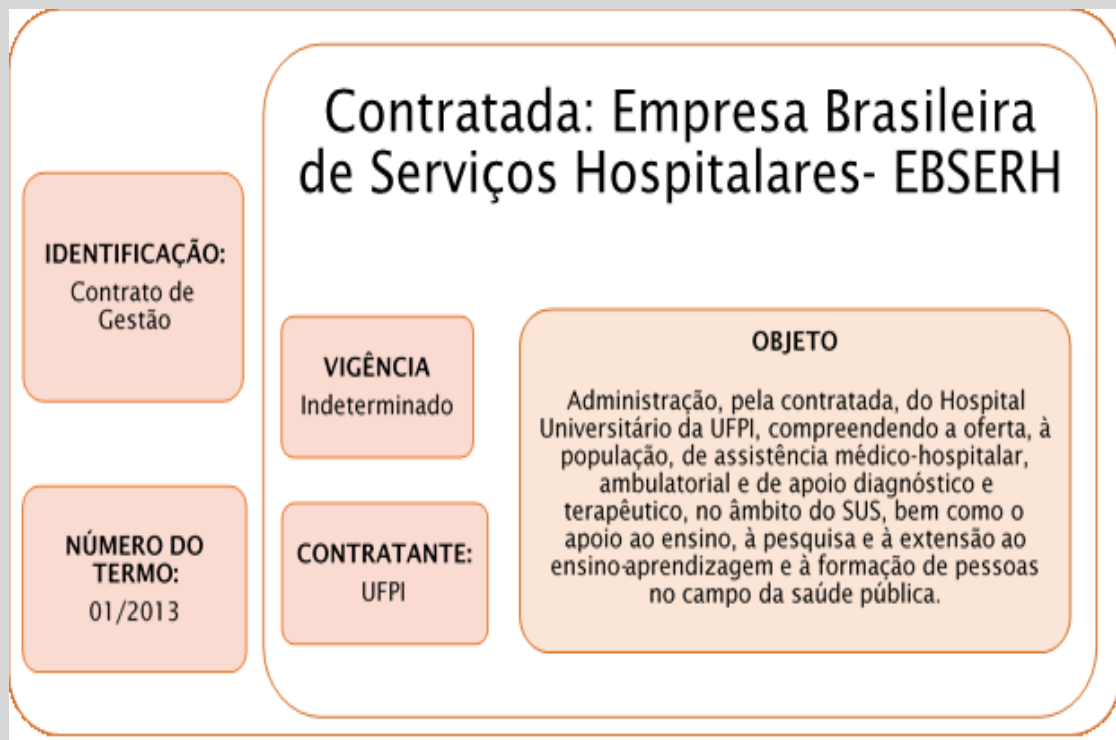 Contratada: Empresa Brasileira
de Serviços Hospitalares- EBSERH
IDENTIFICAÇÃO:
Contrato de
Gestão
NÚMERO DO
TERMO:
01/2013
VIGÊNCIA
Indeterminado
CONTRATANTE:
UFPI
OBJETO
Administração, pela contratada, do Hospital
Universitário da UFPI, compreendendo a oferta, à
população, de assistência médico-hospitalar,
ambulatorial e de apoio diagnóstico e
terapêutico, no âmbito do SUS, bem como o
apoio ao ensino, à pesquisa e à extensão ao
ensino-aprendizagem e à formação de pessoas
no campo da saúde pública.